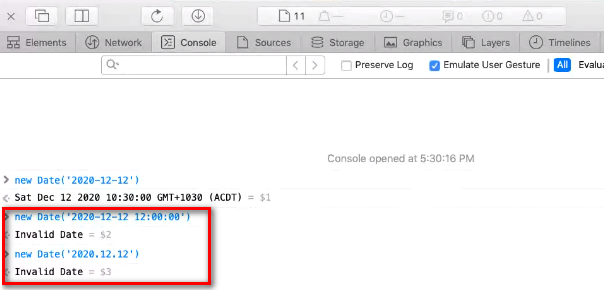 11 — — 0 0 0
Elements Network Console Sources Storage Graphics Layers Timelines
Preserve Log Emulate User Gesture All Evalua
Console opened at 5:30:16 PM
> new Date('2020-12-12')
Sat Dec 12 2020 10:30:00 GMT+1030 (ACDT) = $1
> new Date('2020-12-12 12:00:00')
Invalid Date = $2
> new Date('2020.12.12')
Invalid Date = $3